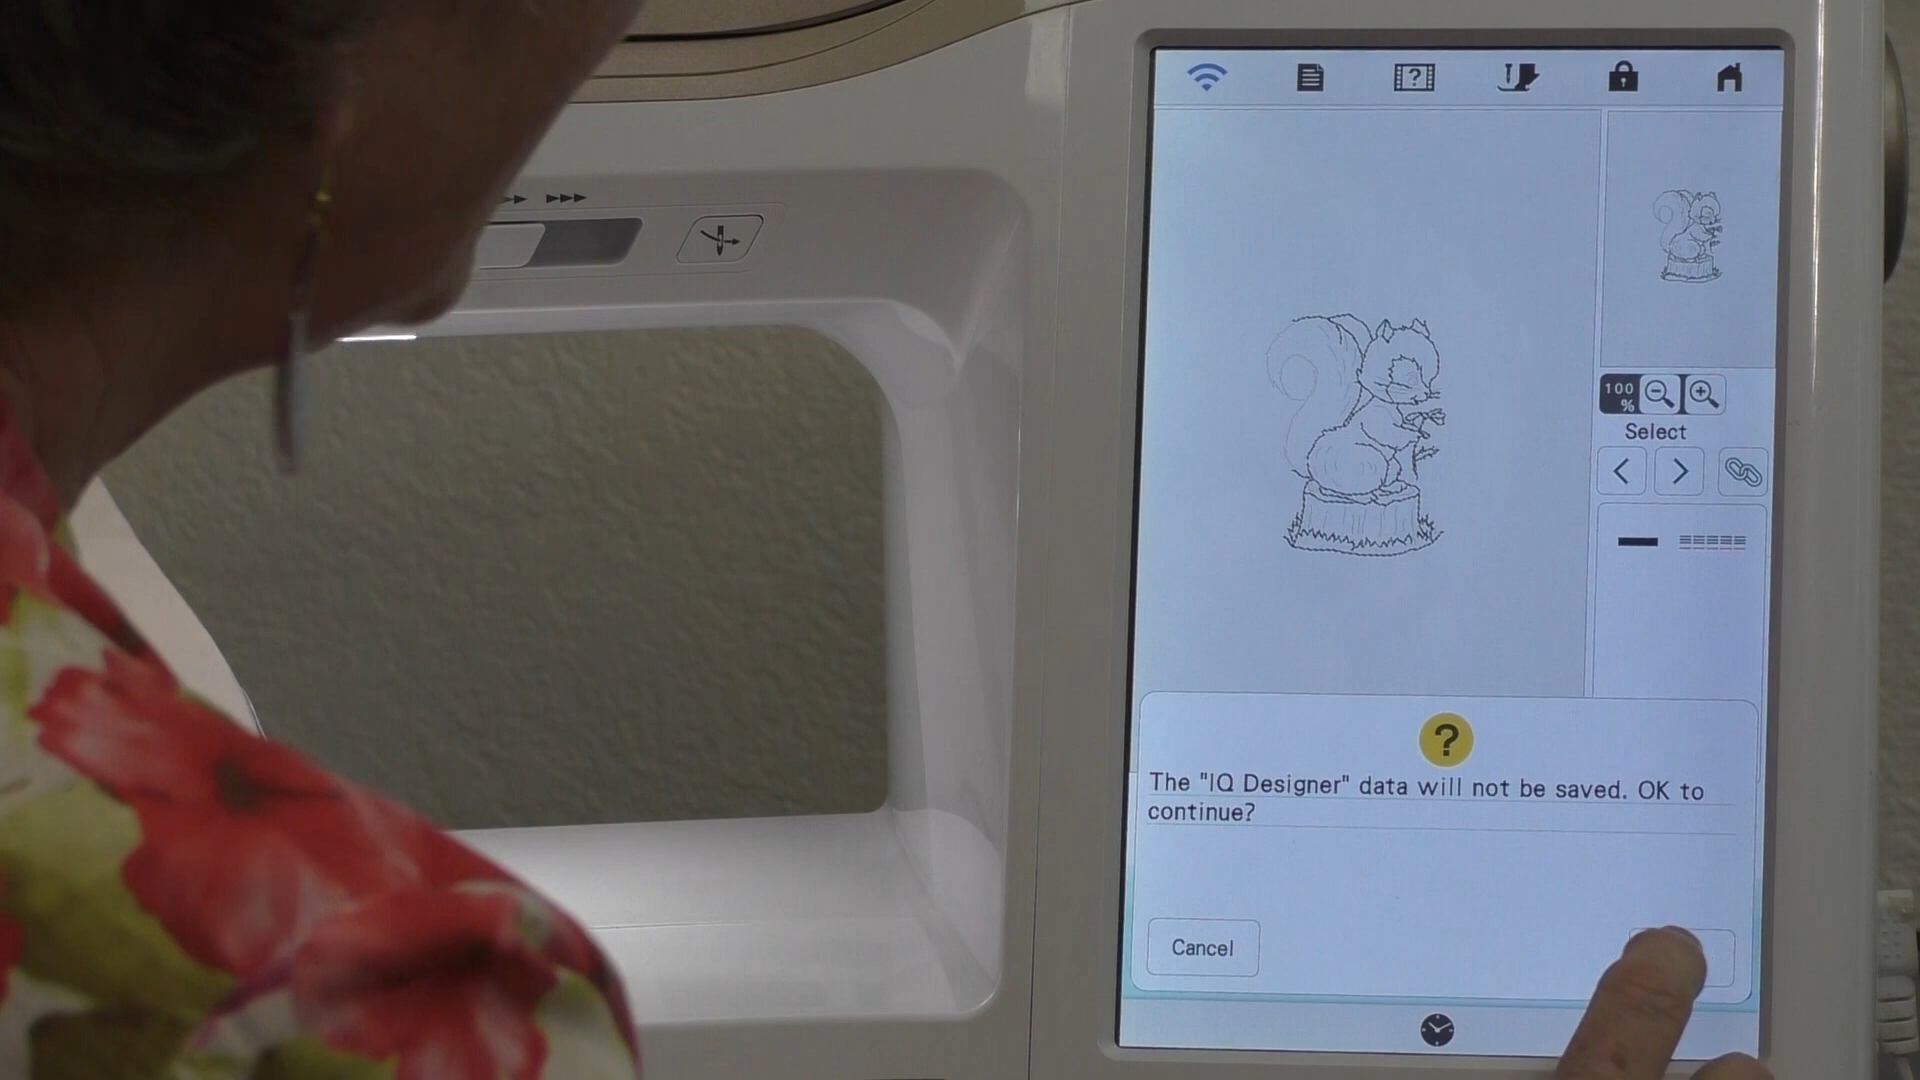 ?
100
%
Select
?
The "IQ Designer" data will not be saved. OK to
continue?
Cancel